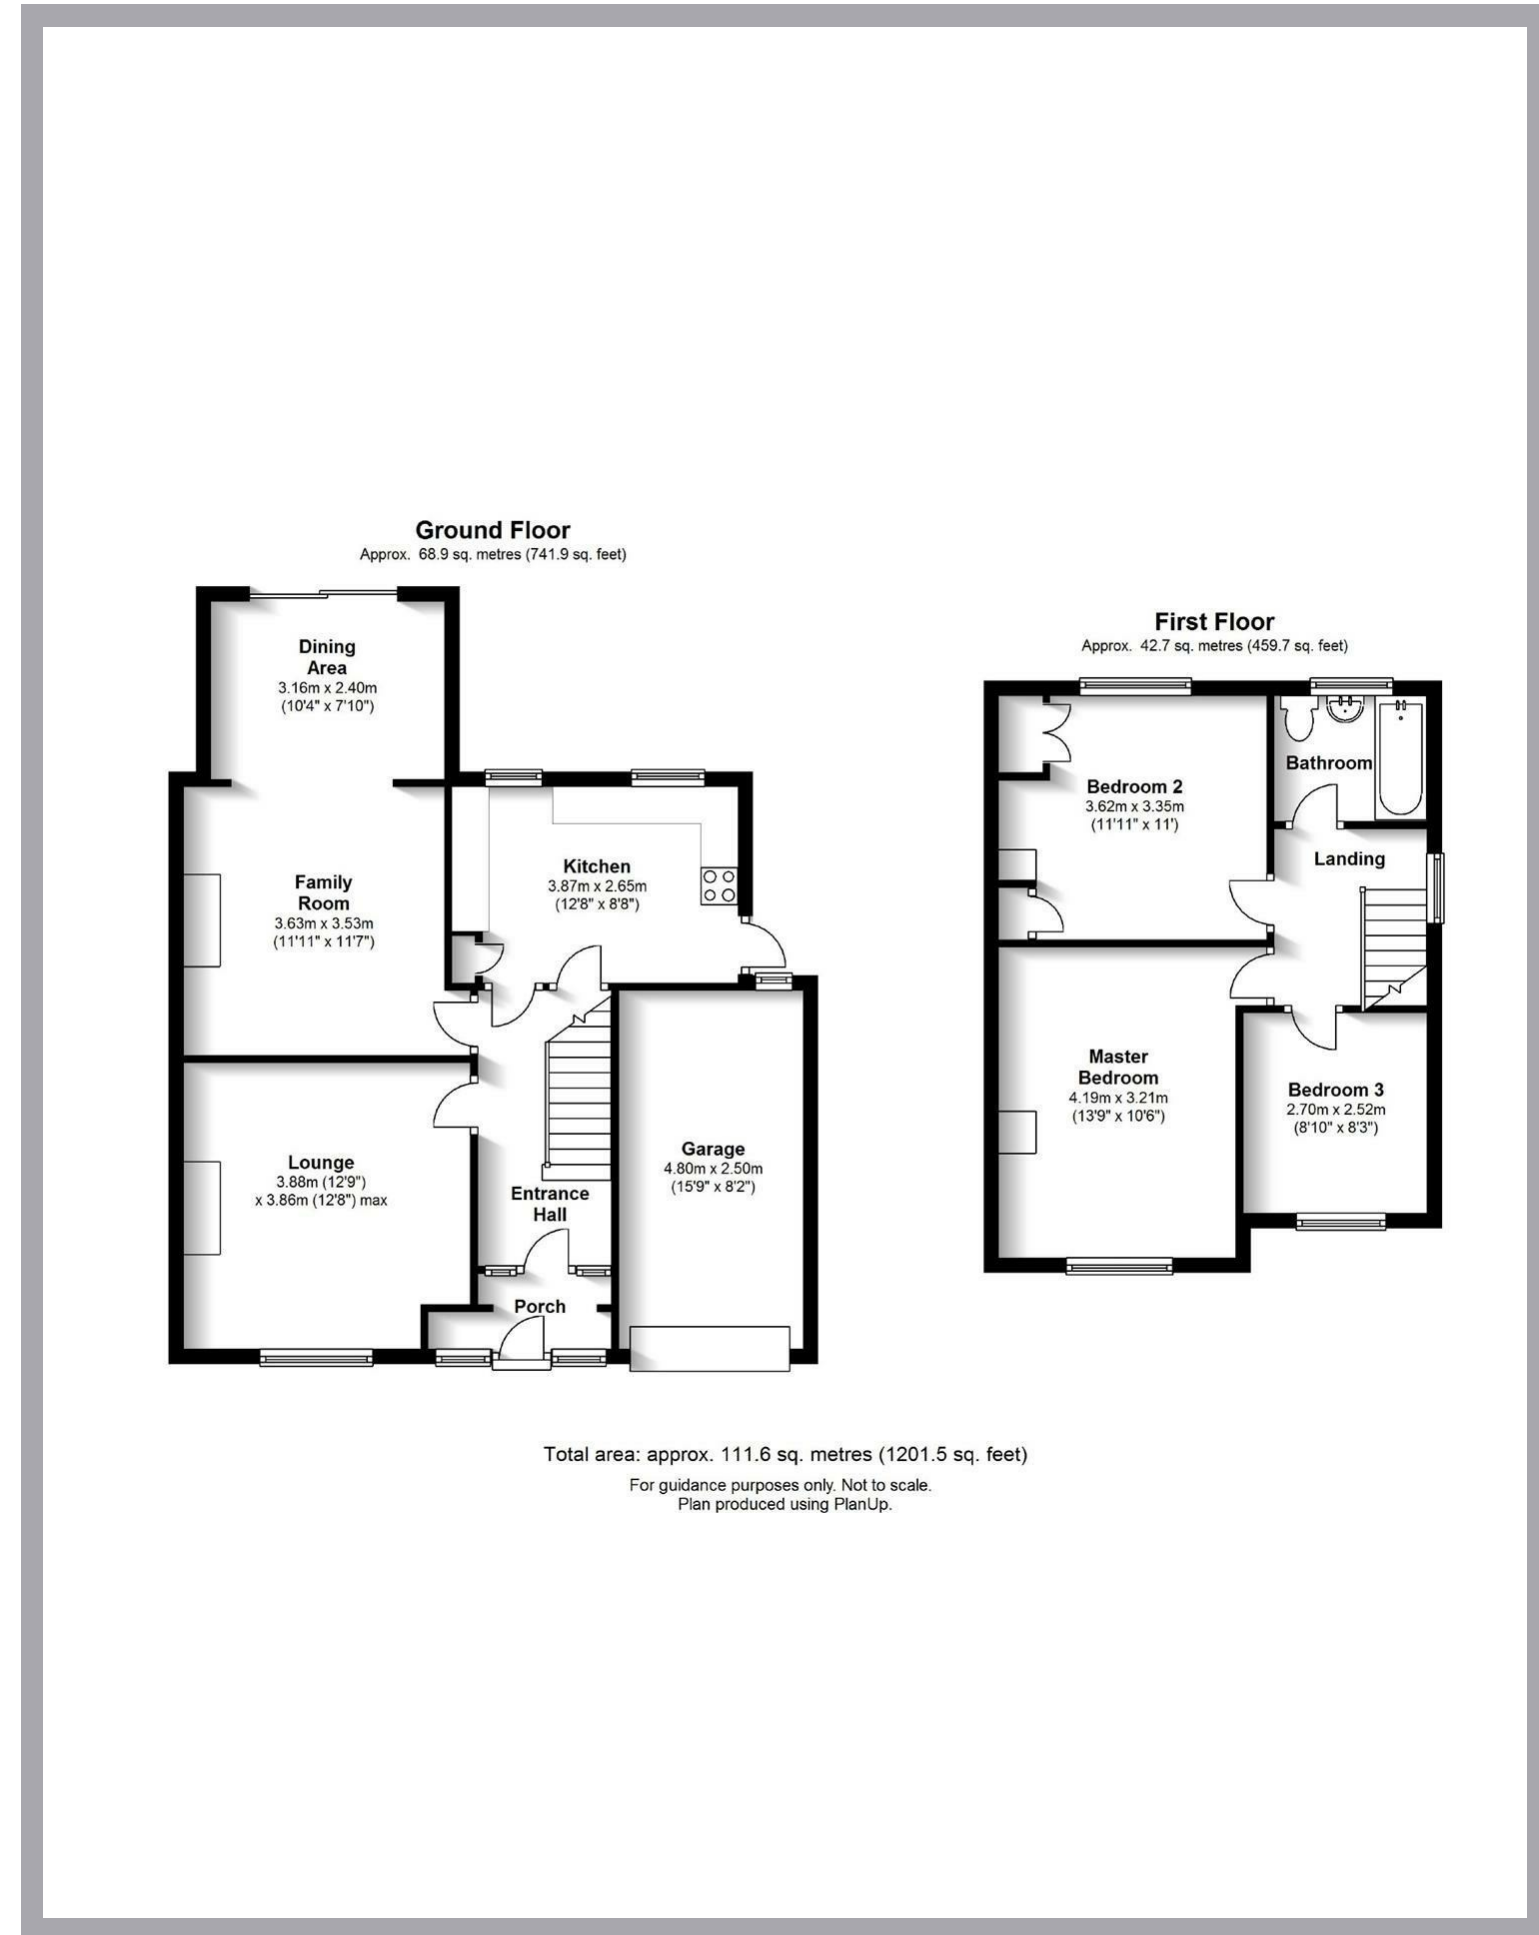 Ground Floor
Approx. 68.9 sq. metres (741.9 sq. feet)
Dining
Area
3.16m x 2.40m
(10'4" x 7'10")
Family
Room
3.63m x 3.53m
(11'11" x 11'7")
Kitchen
3.87m x 2.65m
(12'8" x 8'8")
Lounge
3.88m (12'9")
x 3.86m (12'8") max
Entrance
Hall
Porch
Garage
4.80m x 2.50m
(15'9" x 8'2")
First Floor
Approx. 42.7 sq. metres (459.7 sq. feet)
Bedroom 2
3.62m x 3.35m
(11'11" x 11')
Bathroom
Landing
Master
Bedroom
4.19m x 3.21m
(13'9" x 10'6")
Bedroom 3
2.70m x 2.52m
(8'10" x 8'3")
Total area: approx. 111.6 sq. metres (1201.5 sq. feet)
For guidance purposes only. Not to scale.
Plan produced using PlanUp.